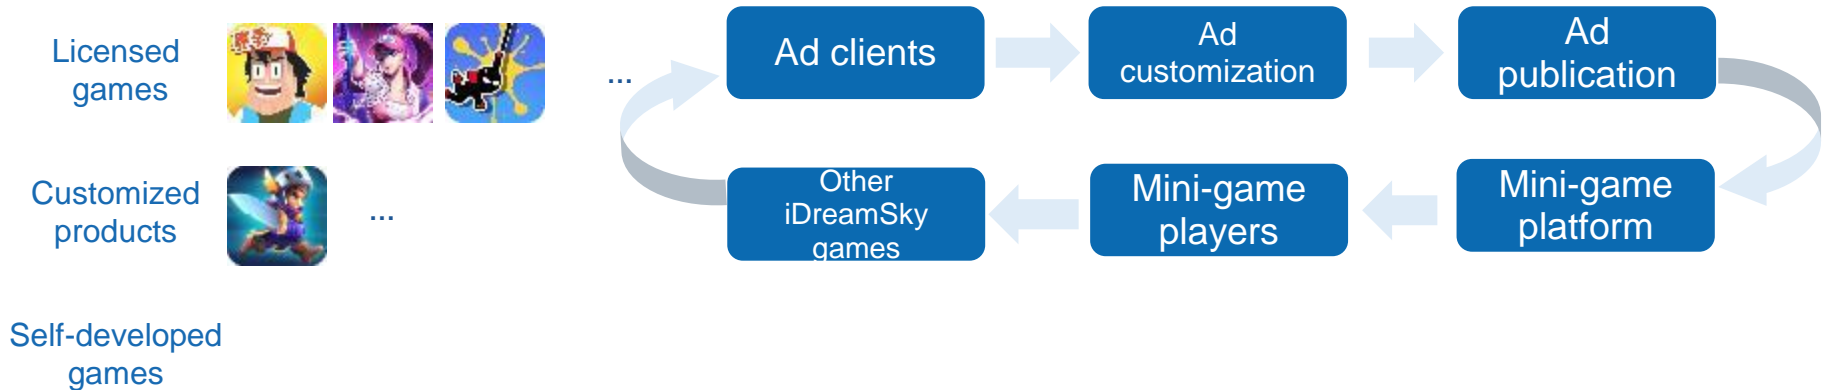 Licensed
games
...
Customized
products
...
Self-developed
games
Ad clients
Ad
customization
Ad
publication
Other
iDreamSky
games
Mini-game
players
Mini-game
platform